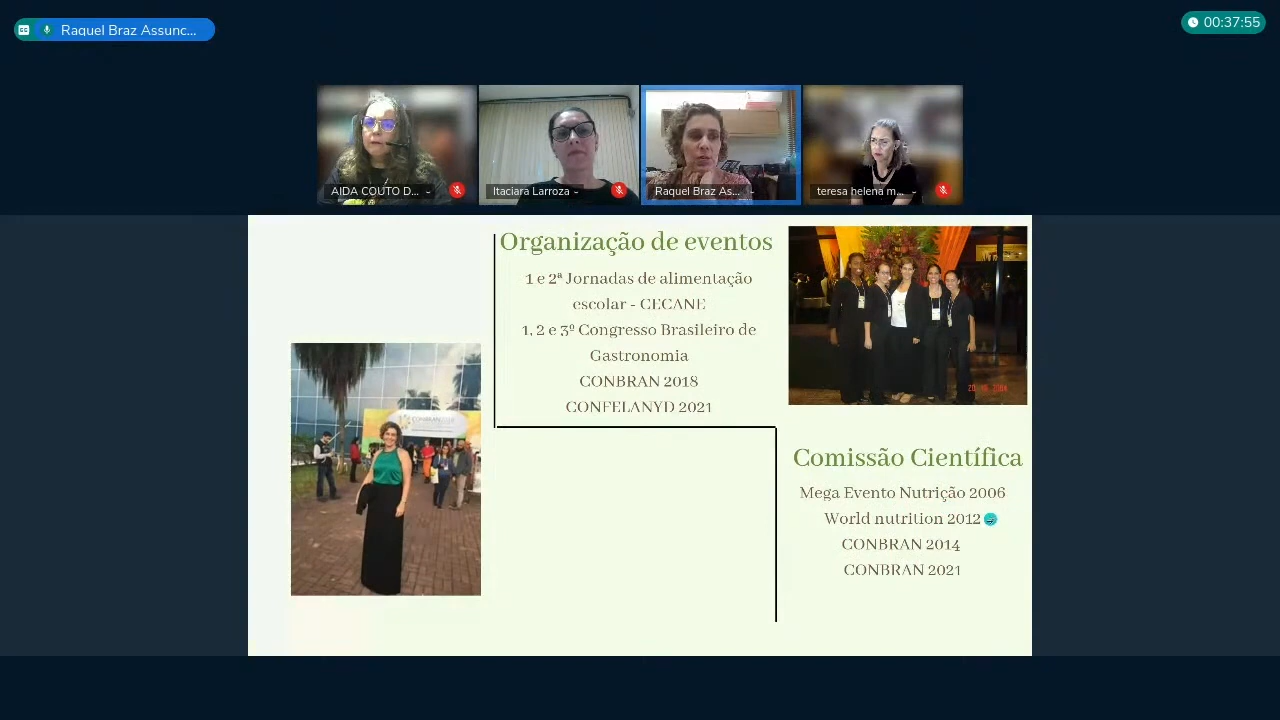 Raquel Braz Assunc...
00:37:55
AIDA COUTO D...
Itaciara Larroza
Raquel Braz As...
teresa helena m...
Organização de eventos
1 e 2ª Jornadas de alimentação
escolar - CECANE
1, 2 e 3º Congresso Brasileiro de
Gastronomia
CONBRAN 2018
CONFELANYD 2021
CONBRAN
Comissão Científica
Mega Evento Nutrição 2006
World nutrition 2012
CONBRAN 2014
CONBRAN 2021